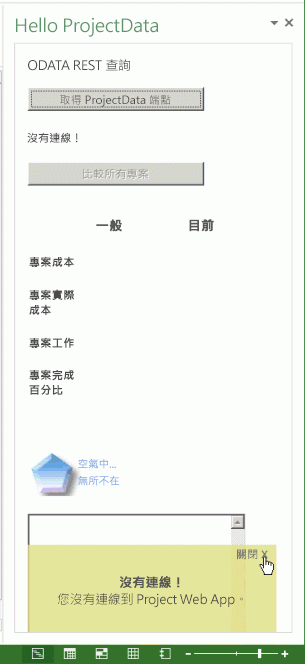 Hello ProjectData
ODATA REST 查詢
取得 ProjectData 端點
沒有連線！
比較所有專案
一般 目前
專案成本
專案實際
成本
專案工作
專案完成
百分比
空氣中...
無所不在
關閉 X
沒有連線！
您沒有連線到 Project Web App。